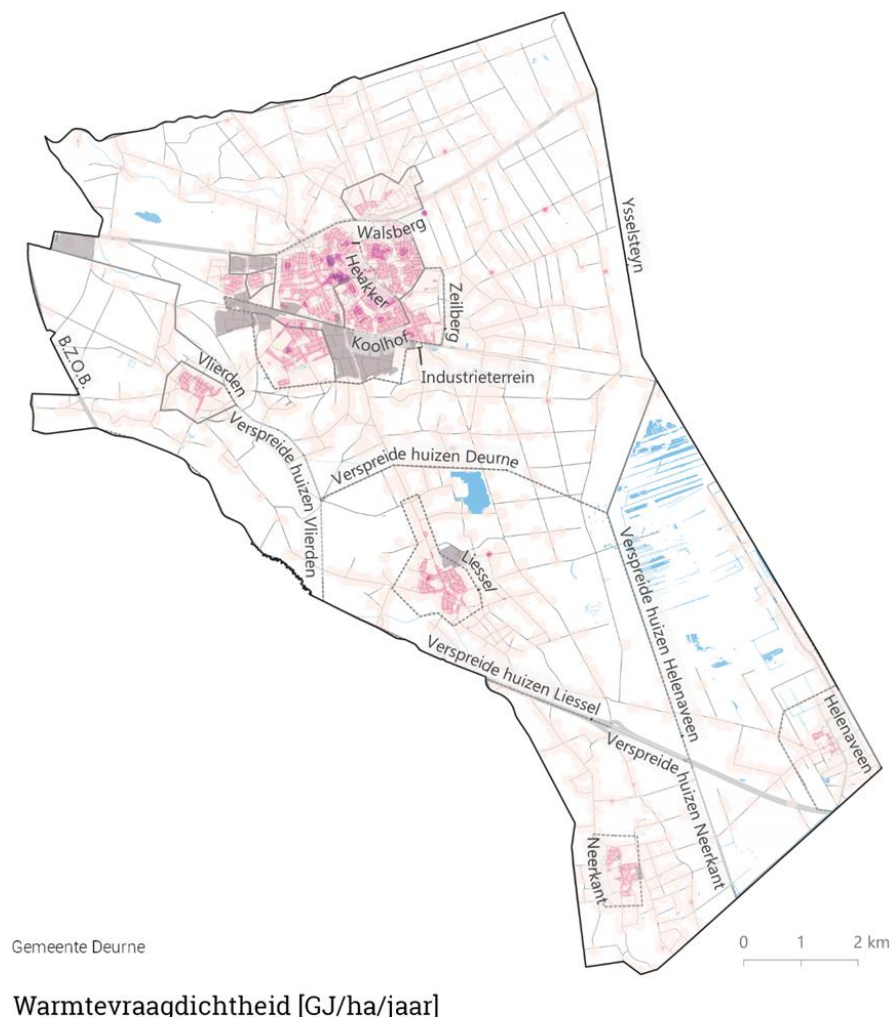 Ysselsteyn
Walsberg
Heiakker
Zeilberg
Koolhof
Industrieterrein
B.Z.O.B.
Vlierden
Verspreide huizen Vlierden
Verspreide huizen Deurne
Liessel
Verspreide huizen Helenaveen
Verspreide huizen Liessel
Helenaveen
Verspreide huizen Neerkant
Neerkant
Gemeente Deurne
0 1 2 km
Warmtevraagdichtheid [GJ/ha/jaar]